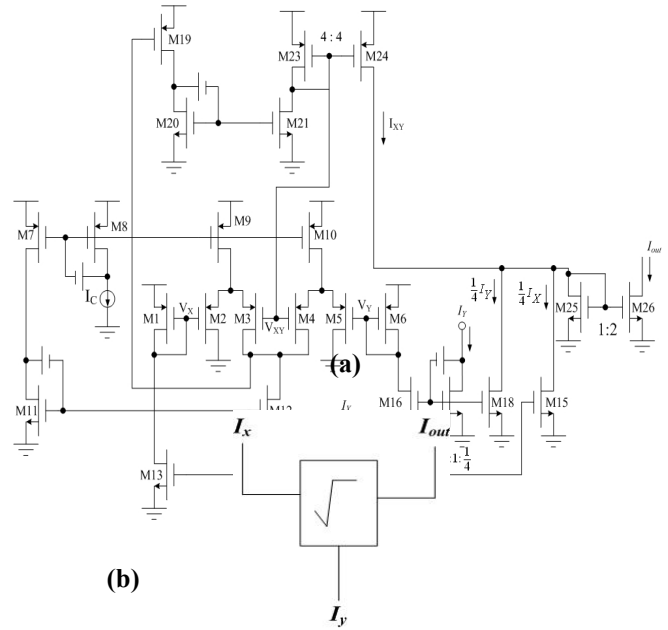 M19
M23
4 : 4
M24
M20
M21
I_XY
M7
M8
M9
M10
I_C
M1
V_X
M2
M3
V_XY
M4
M5
V_Y
M6
(a)
I_Y
1/4 I_Y
1/4 I_X
M25
1:2
M26
I_out
M11
M16
M18
M15
I_x
I_out
:1: 1/4
M13
√
(b)
I_y